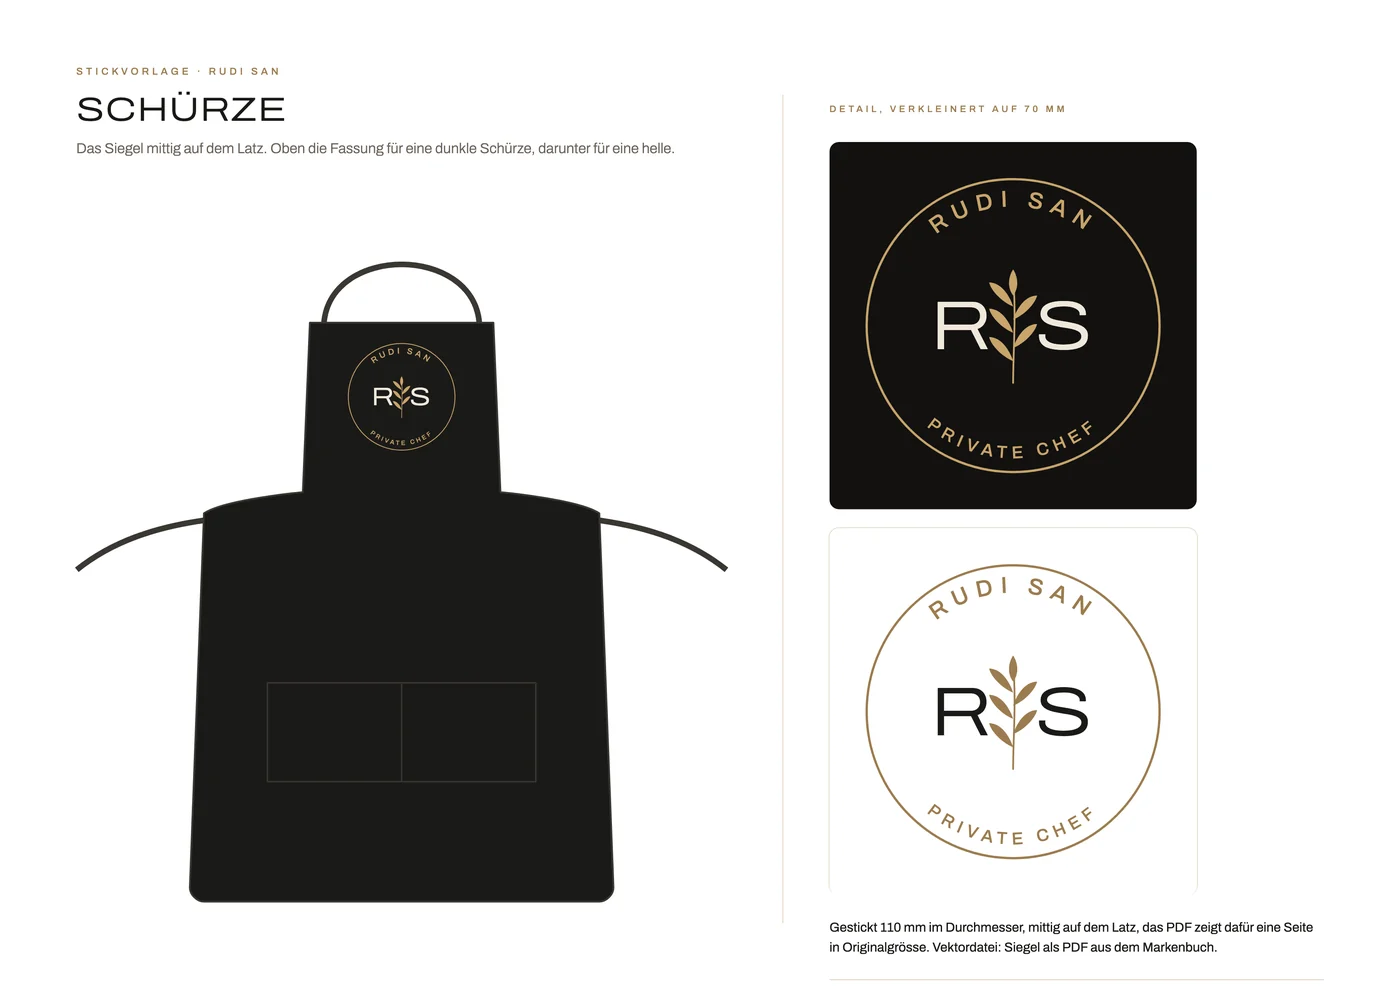 STICKVORLAGE · RUDI SAN
SCHÜRZE
Das Siegel mittig auf dem Latz. Oben die Fassung für eine dunkle Schürze, darunter für eine helle.
RUDI SAN
R S
PRIVATE CHEF
DETAIL, VERKLEINERT AUF 70 MM
RUDI SAN
R S
PRIVATE CHEF
RUDI SAN
R S
PRIVATE CHEF
Gestickt 110 mm im Durchmesser, mittig auf dem Latz, das PDF zeigt dafür eine Seite
in Originalgrösse. Vektordatei: Siegel als PDF aus dem Markenbuch.